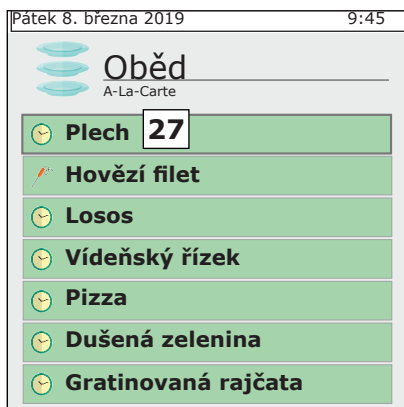 Pátek 8. března 2019 9:45
Oběd
A-La-Carte
Plech 27
Hovězí filet
Losos
Vídeňský řízek
Pizza
Dušená zelenina
Gratinovaná rajčata